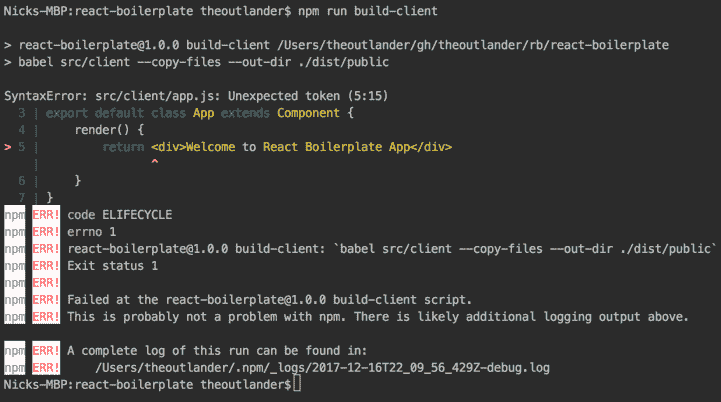 Nicks-MBP:react-boilerplate theoutlander$ npm run build-client
> react-boilerplate@1.0.0 build-client /Users/theoutlander/gh/theoutlander/rb/react-boilerplate
> babel src/client --copy-files --out-dir ./dist/public
SyntaxError: src/client/app.js: Unexpected token (5:15)
  3 | export default class App extends Component {
  4 |     render() {
> 5 |         return <div>Welcome to React Boilerplate App</div>
    |                ^
  6 |     }
  7 | }
npm ERR! code ELIFECYCLE
npm ERR! errno 1
npm ERR! react-boilerplate@1.0.0 build-client: `babel src/client --copy-files --out-dir ./dist/public`
npm ERR! Exit status 1
npm ERR!
npm ERR! Failed at the react-boilerplate@1.0.0 build-client script.
npm ERR! This is probably not a problem with npm. There is likely additional logging output above.
npm ERR! A complete log of this run can be found in:
npm ERR!     /Users/theoutlander/.npm/_logs/2017-12-16T22_09_56_429Z-debug.log
Nicks-MBP:react-boilerplate theoutlander$